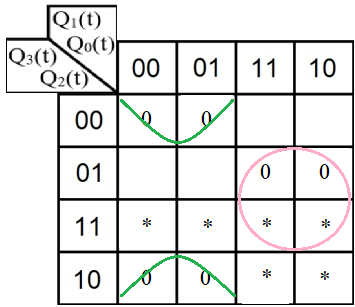 Q1(t)
Q0(t)
Q3(t)
Q2(t)
00 01 11 10
00 0 0
01 0 0
11 * * * *
10 0 0 * *